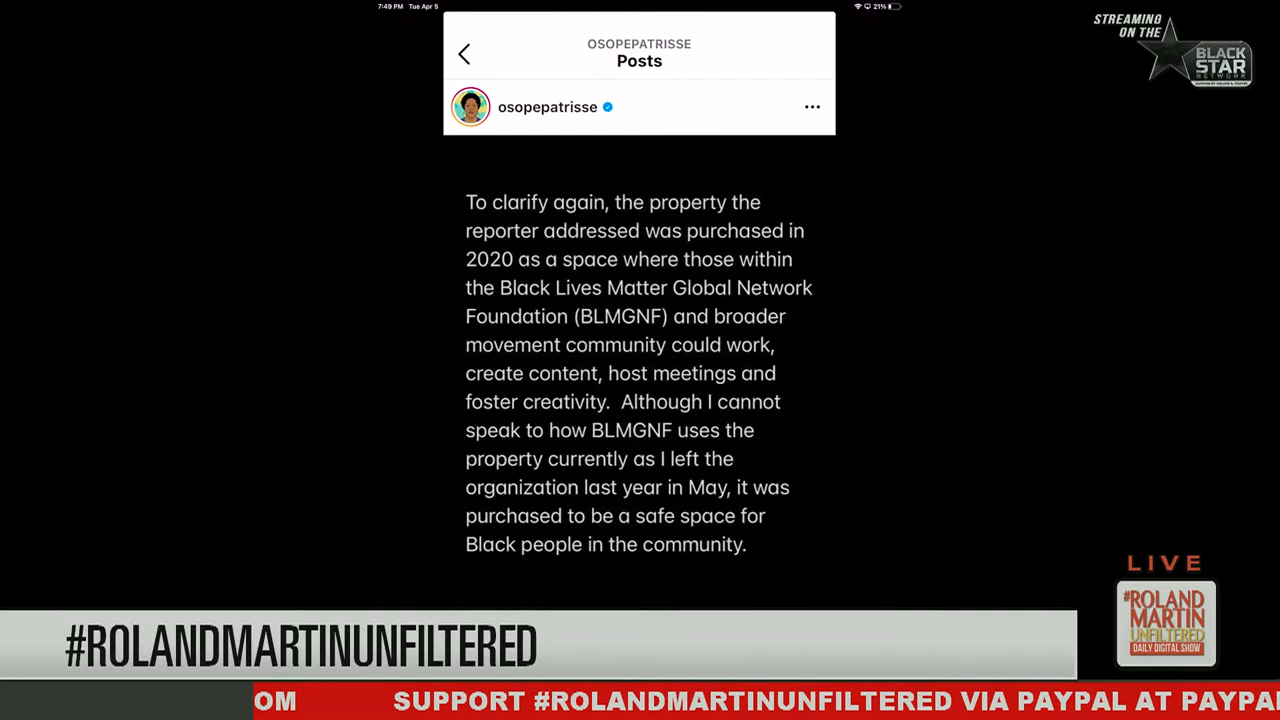 7:49 PM Tue Apr 5
21%
STREAMING
ON THE
BLACK
STAR
NETWORK
OSOPEPATRISSE
Posts
osopepatrisse
To clarify again, the property the
reporter addressed was purchased in
2020 as a space where those within
the Black Lives Matter Global Network
Foundation (BLMGNF) and broader
movement community could work,
create content, host meetings and
foster creativity. Although I cannot
speak to how BLMGNF uses the
property currently as I left the
organization last year in May, it was
purchased to be a safe space for
Black people in the community.
LIVE
#ROLAND
MARTIN
UNFILTERED
DAILY DIGITAL SHOW
#ROLANDMARTINUNFILTERED
OM SUPPORT #ROLANDMARTINUNFILTERED VIA PAYPAL AT PAYPA